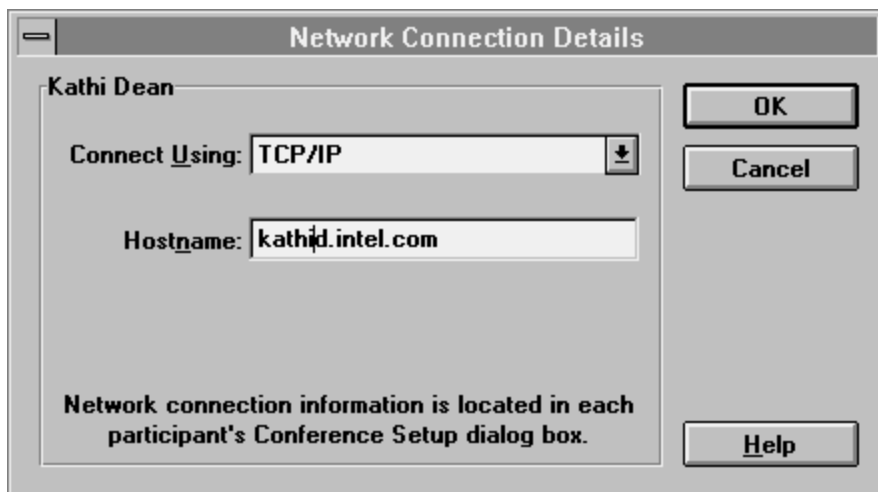 Network Connection Details
Kathi Dean
Connect Using: TCP/IP
Hostname: kathid.intel.com
Network connection information is located in each
participant's Conference Setup dialog box.
OK
Cancel
Help